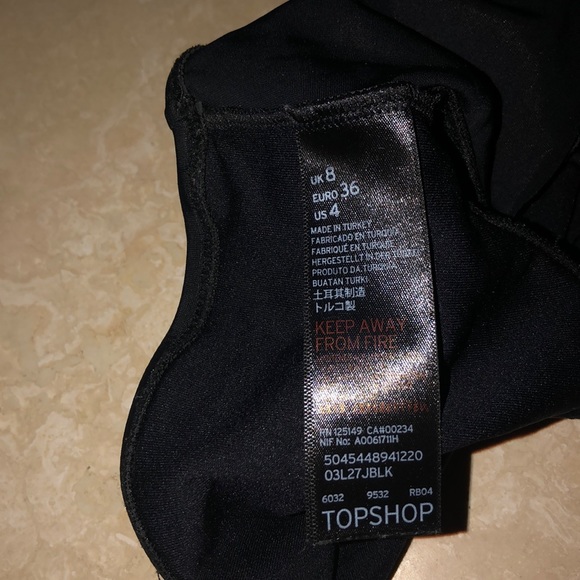 UK 8
EURO 36
US 4
MADE IN TURKEY
FABRICADO EN TURQUIA
FABRIQUÉ EN TURQUIE
HERGESTELLT IN DER TÜRKEI
PRODUTO DA TURQUIA
BUATAN TURKI
土耳其制造
トルコ製
KEEP AWAY
FROM FIRE
RN 125149 CA#00234
NIF No: A0061711H
5045448941220
03L27JBLK
6032 9532 RB04
TOPSHOP